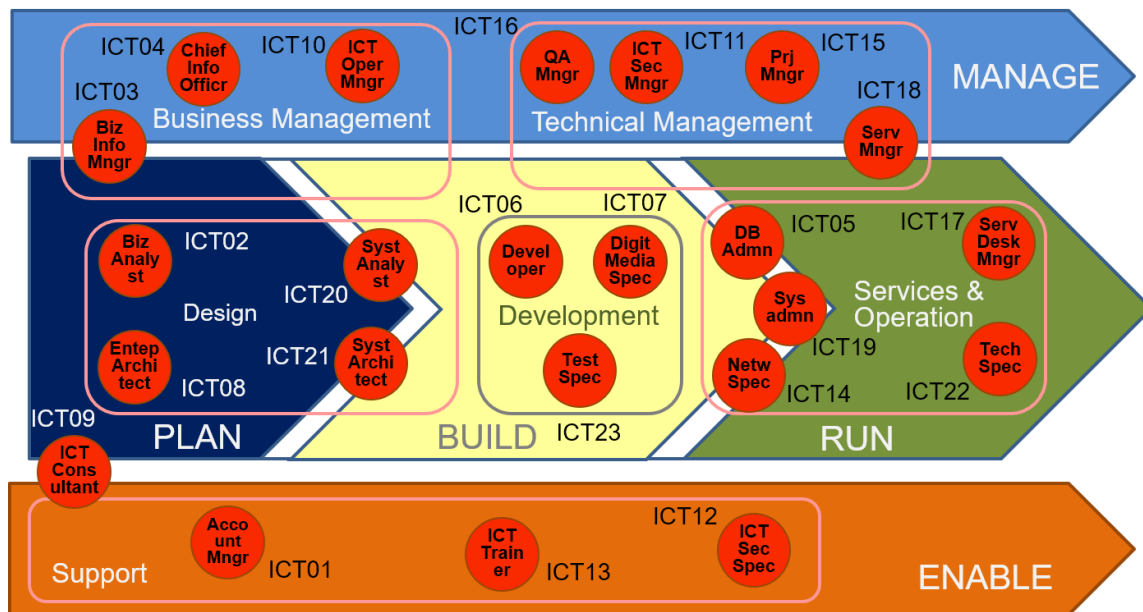 ICT04
Chief
Info
Officr
ICT10
ICT
Oper
Mngr
ICT03
Biz
Info
Mngr
Business Management
ICT16
QA
Mngr
ICT
Sec
Mngr
ICT11
Prj
Mngr
ICT15
ICT18
Serv
Mngr
Technical Management
MANAGE
Biz
Analy
st
ICT02
Syst
Analy
st
ICT20
Design
Entep
Archi
tect
ICT08
ICT21
Syst
Archi
tect
PLAN
ICT06
ICT07
Devel
oper
Digit
Media
Spec
Development
Test
Spec
ICT23
BUILD
DB
Admn
ICT05
ICT17
Serv
Desk
Mngr
Sys
admn
ICT19
Services &
Operation
Netw
Spec
ICT14
Tech
Spec
ICT22
RUN
ICT09
ICT
Cons
ultant
Support
Acco
unt
Mngr
ICT01
ICT
Train
er
ICT13
ICT12
ICT
Sec
Spec
ENABLE